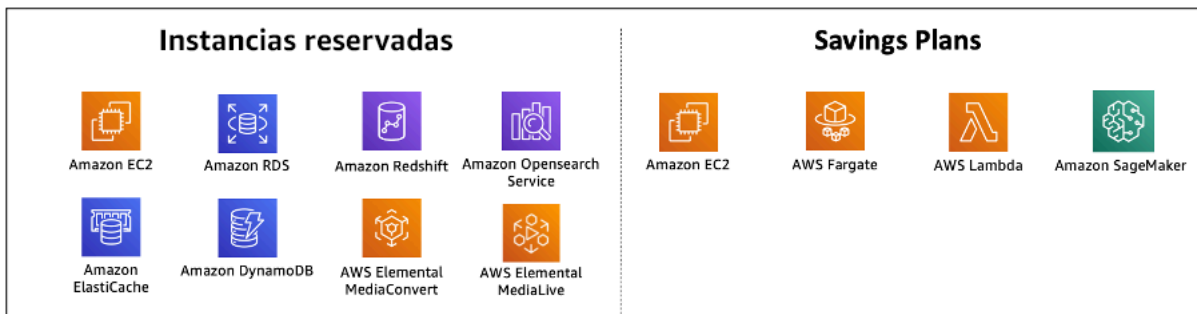 Instancias reservadas
Savings Plans
Amazon EC2
Amazon RDS
Amazon Redshift
Amazon Opensearch
Service
Amazon EC2
AWS Fargate
AWS Lambda
Amazon SageMaker
Amazon
ElastiCache
Amazon DynamoDB
AWS Elemental
MediaConvert
AWS Elemental
MediaLive